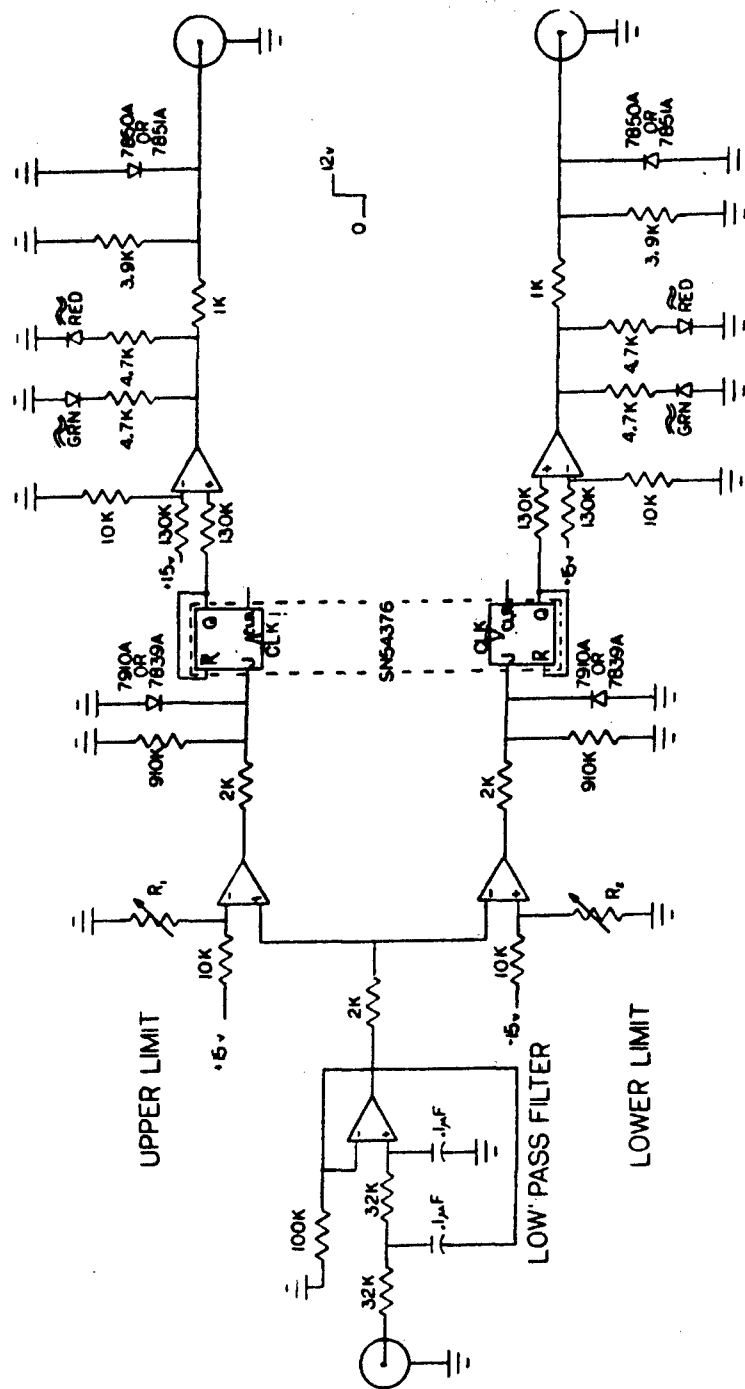 UPPER LIMIT
+15v
10K
R₁
2K
910K
7910A
OR
7839A
R
Q
J
CLR
CLK
+15v
130K
130K
10K
GRN
4.7K
RED
4.7K
1K
3.9K
7850A
OR
7851A
0
12v
SN54376
100K
32K
32K
.1µF
.1µF
2K
LOW PASS FILTER
LOWER LIMIT
-15v
10K
R₂
2K
910K
7910A
OR
7839A
CLK
J
CLR
R
Q
130K
130K
+15v
10K
GRN
4.7K
RED
4.7K
1K
3.9K
7850A
OR
7851A